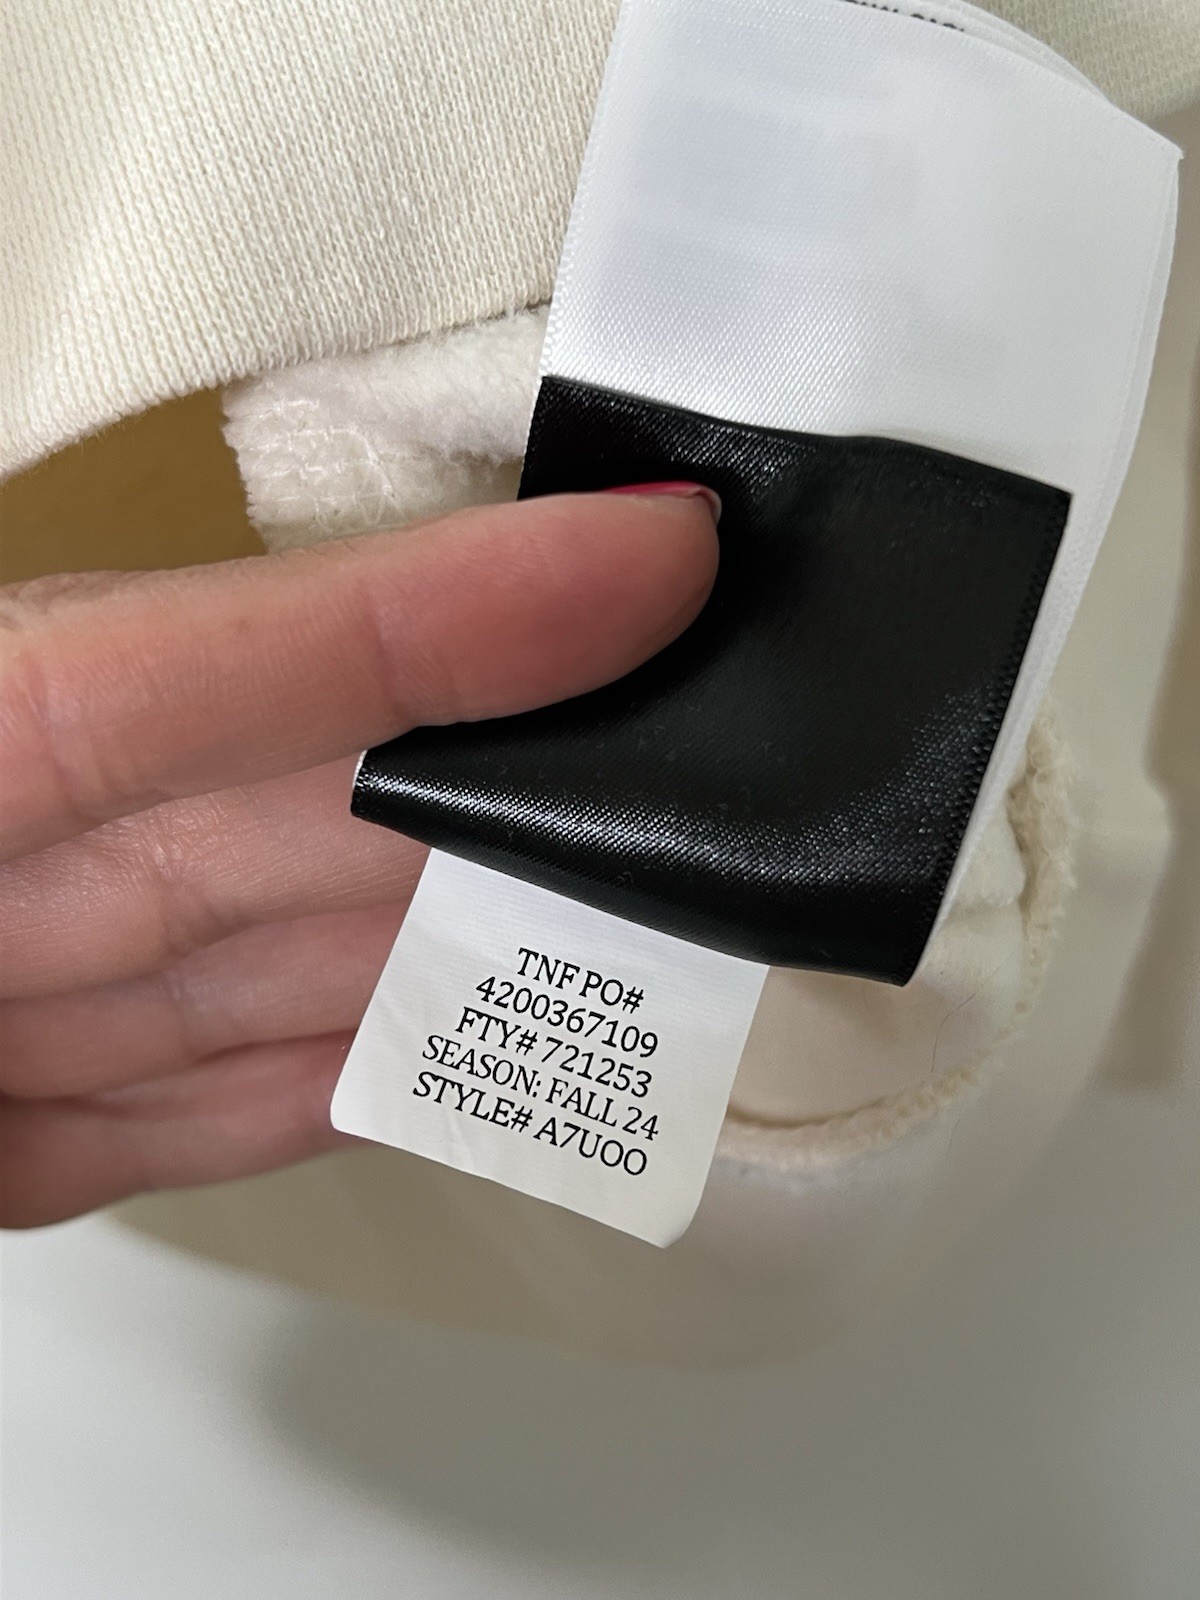 TNF PO#
4200367109
FTY# 721253
SEASON: FALL 24
STYLE# A7UOO